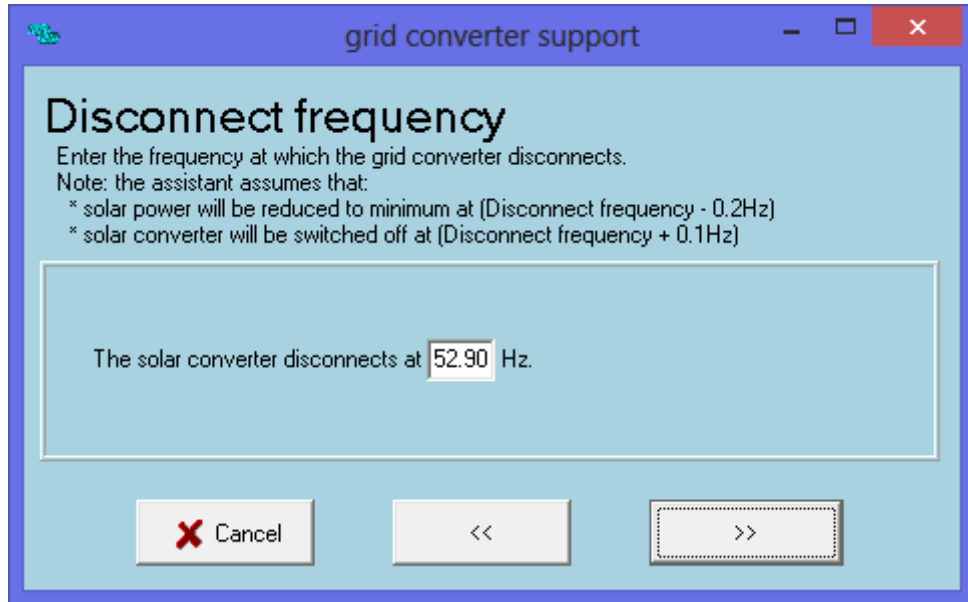 grid converter support
Disconnect frequency
Enter the frequency at which the grid converter disconnects.
Note: the assistant assumes that:
* solar power will be reduced to minimum at (Disconnect frequency - 0.2Hz)
* solar converter will be switched off at (Disconnect frequency + 0.1Hz)
The solar converter disconnects at 52.90 Hz.
Cancel << >>